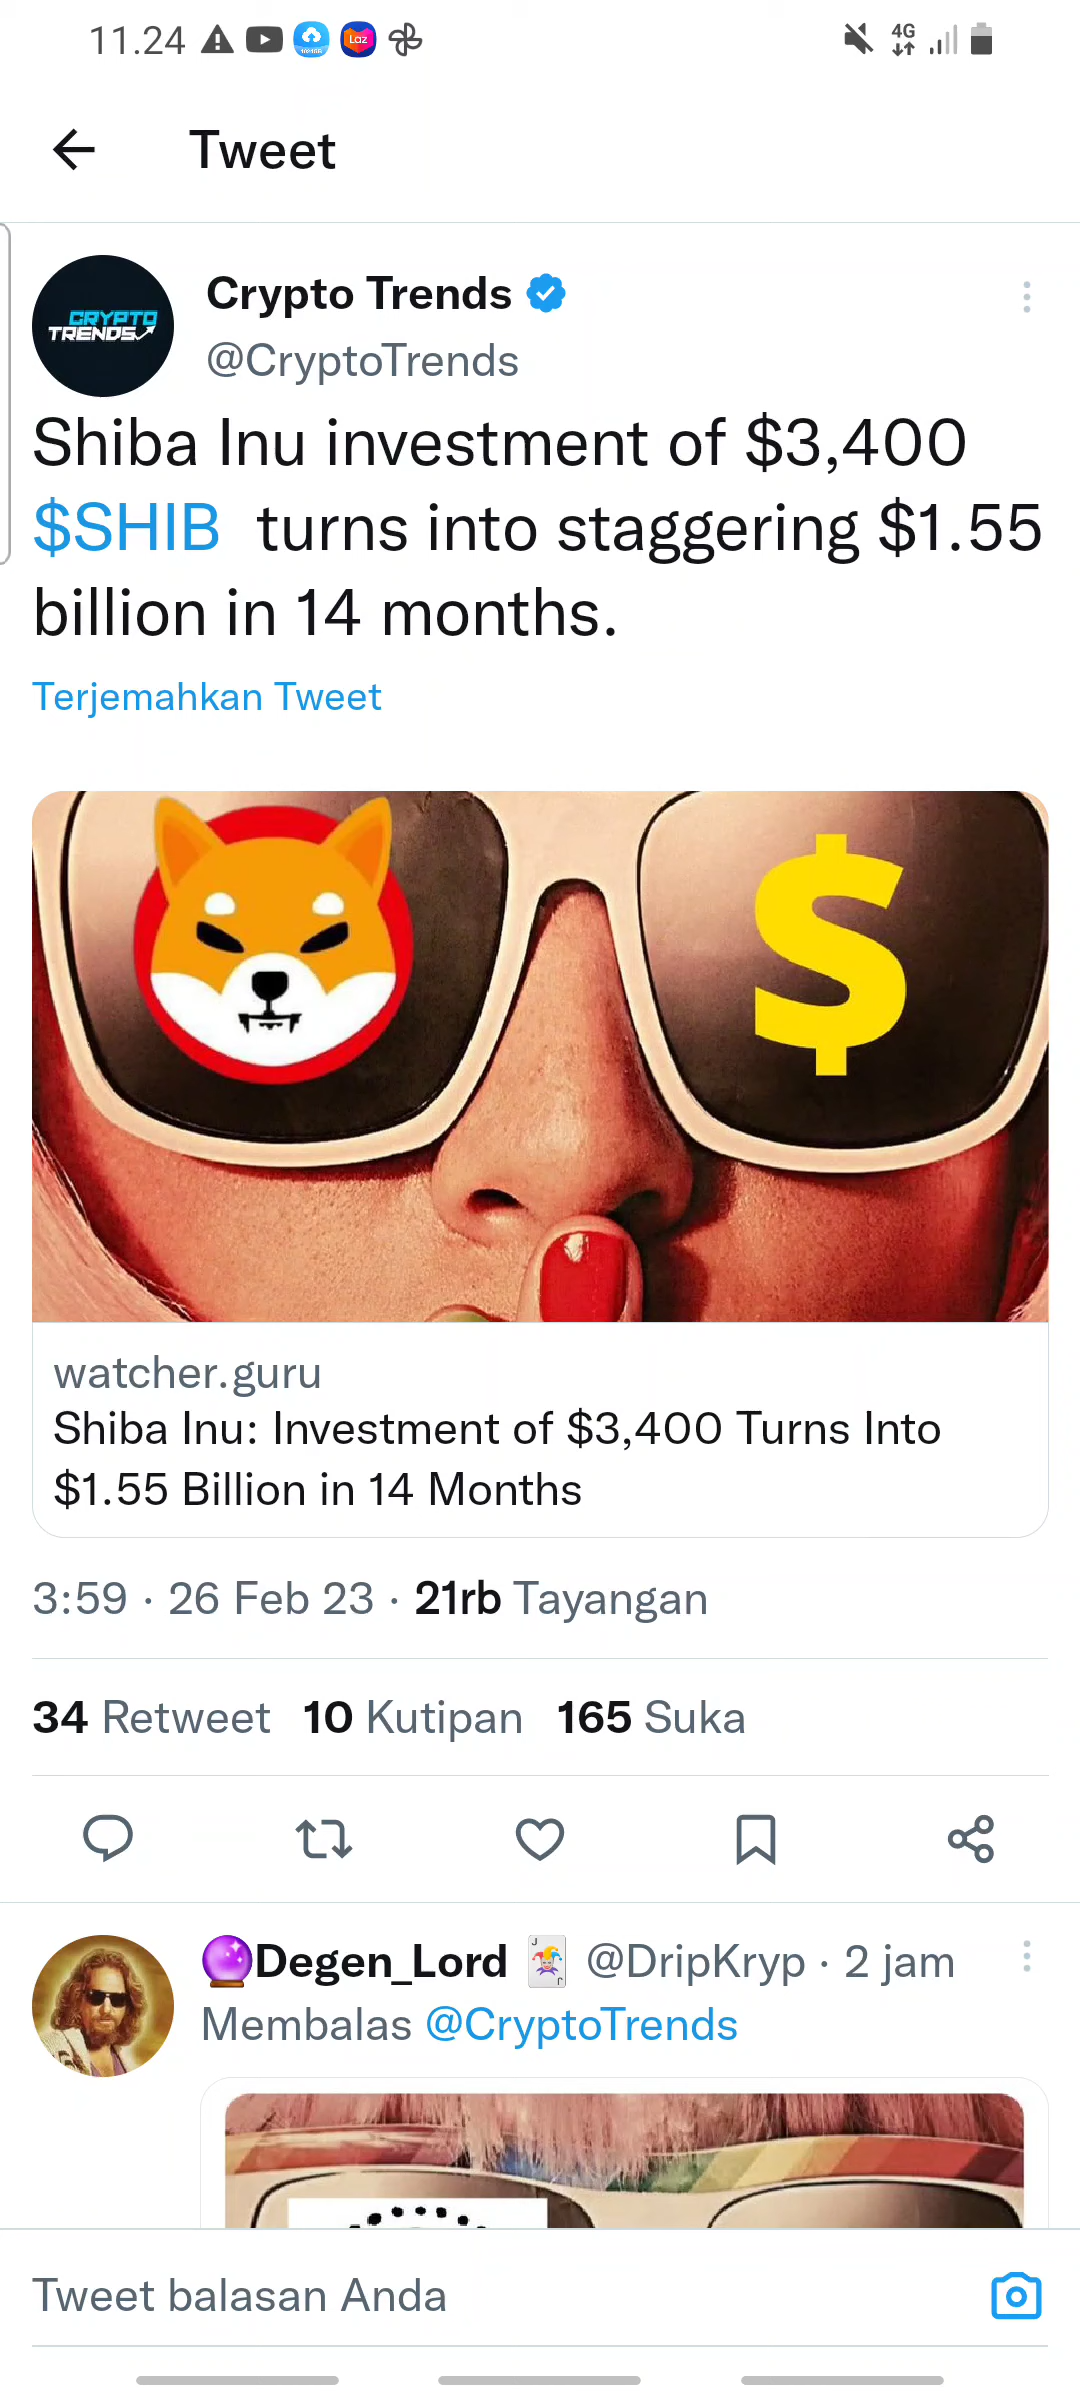 11.24
Laz
4G
Tweet
CRYPTO
TRENDS
Crypto Trends
@CryptoTrends
Shiba Inu investment of $3,400
$SHIB turns into staggering $1.55
billion in 14 months.
Terjemahkan Tweet
$
watcher.guru
Shiba Inu: Investment of $3,400 Turns Into
$1.55 Billion in 14 Months
3:59 · 26 Feb 23 · 21rb Tayangan
34 Retweet 10 Kutipan 165 Suka
🔮Degen_Lord 🃏 @DripKryp · 2 jam
Membalas @CryptoTrends
Tweet balasan Anda